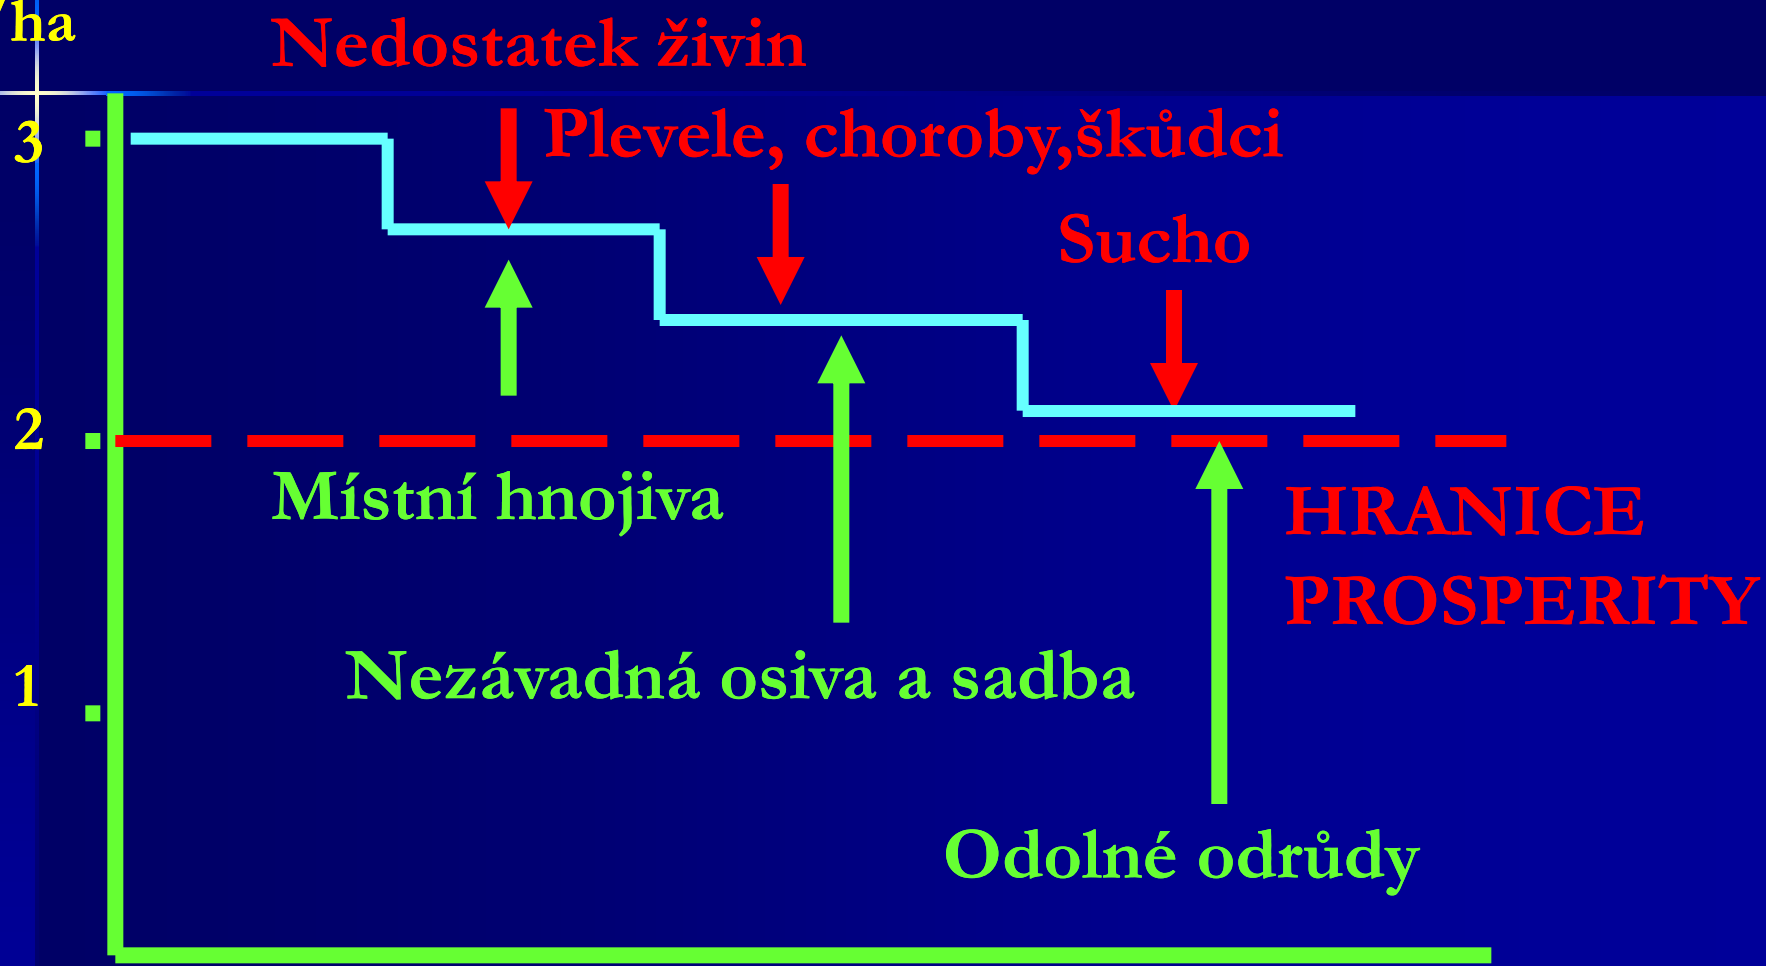 /ha
Nedostatek živin
Plevele, choroby,škůdci
3
Sucho
2
Místní hnojiva
HRANICE
PROSPERITY
Nezávadná osiva a sadba
1
Odolné odrůdy